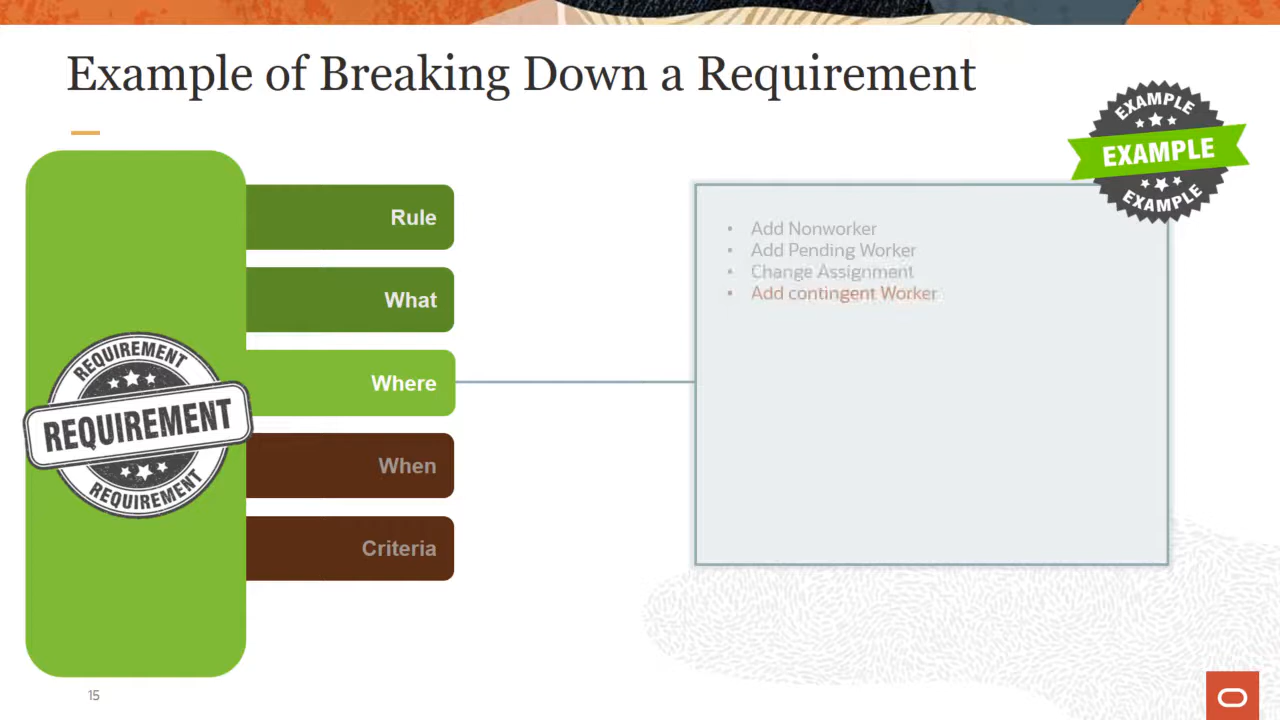 Example of Breaking Down a Requirement
EXAMPLE
EXAMPLE
EXAMPLE
Rule
What
Where
When
Criteria
REQUIREMENT
REQUIREMENT
REQUIREMENT
• Add Nonworker
• Add Pending Worker
• Change Assignment
• Add contingent Worker
15